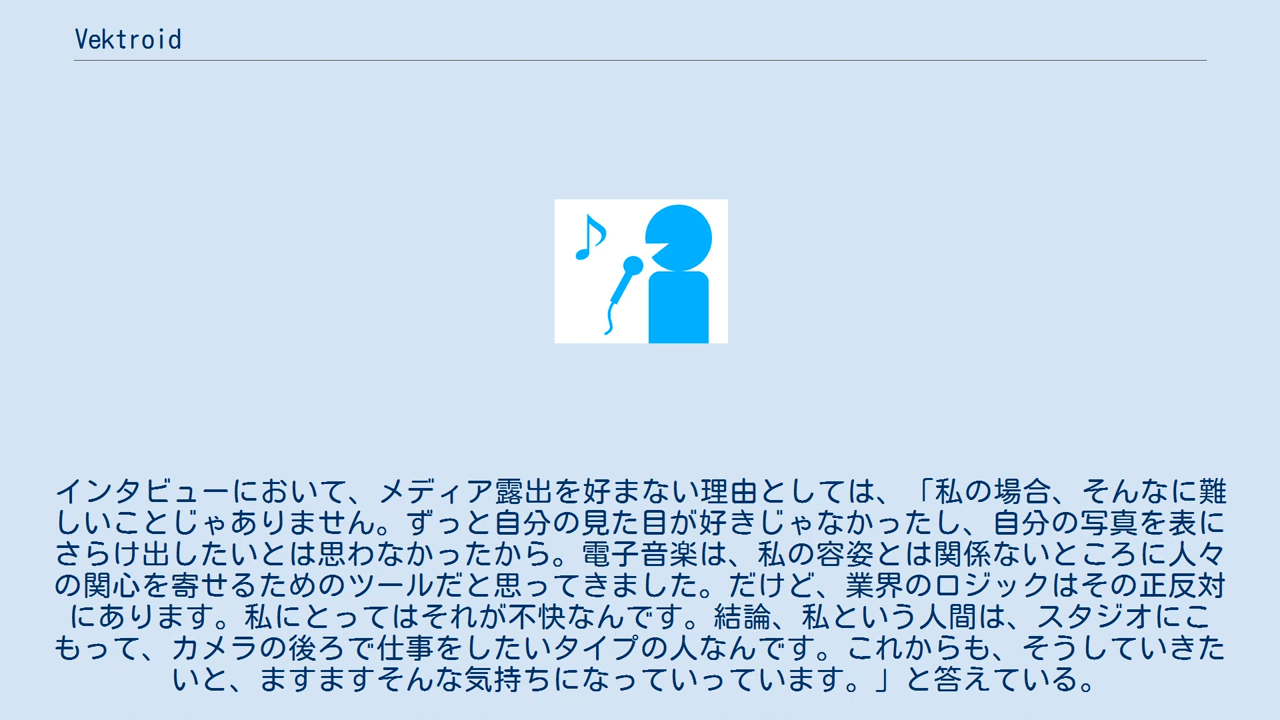 Vektroid
インタビューにおいて、メディア露出を好まない理由としては、「私の場合、そんなに難
しいことじゃありません。ずっと自分の見た目が好きじゃなかったし、自分の写真を表に
さらけ出したいとは思わなかったから。電子音楽は、私の容姿とは関係ないところに人々
の関心を寄せるためのツールだと思ってきました。だけど、業界のロジックはその正反対
にあります。私にとってはそれが不快なんです。結論、私という人間は、スタジオにこ
もって、カメラの後ろで仕事をしたいタイプの人なんです。これからも、そうしていきた
いと、ますますそんな気持ちになっていっています。」と答えている。